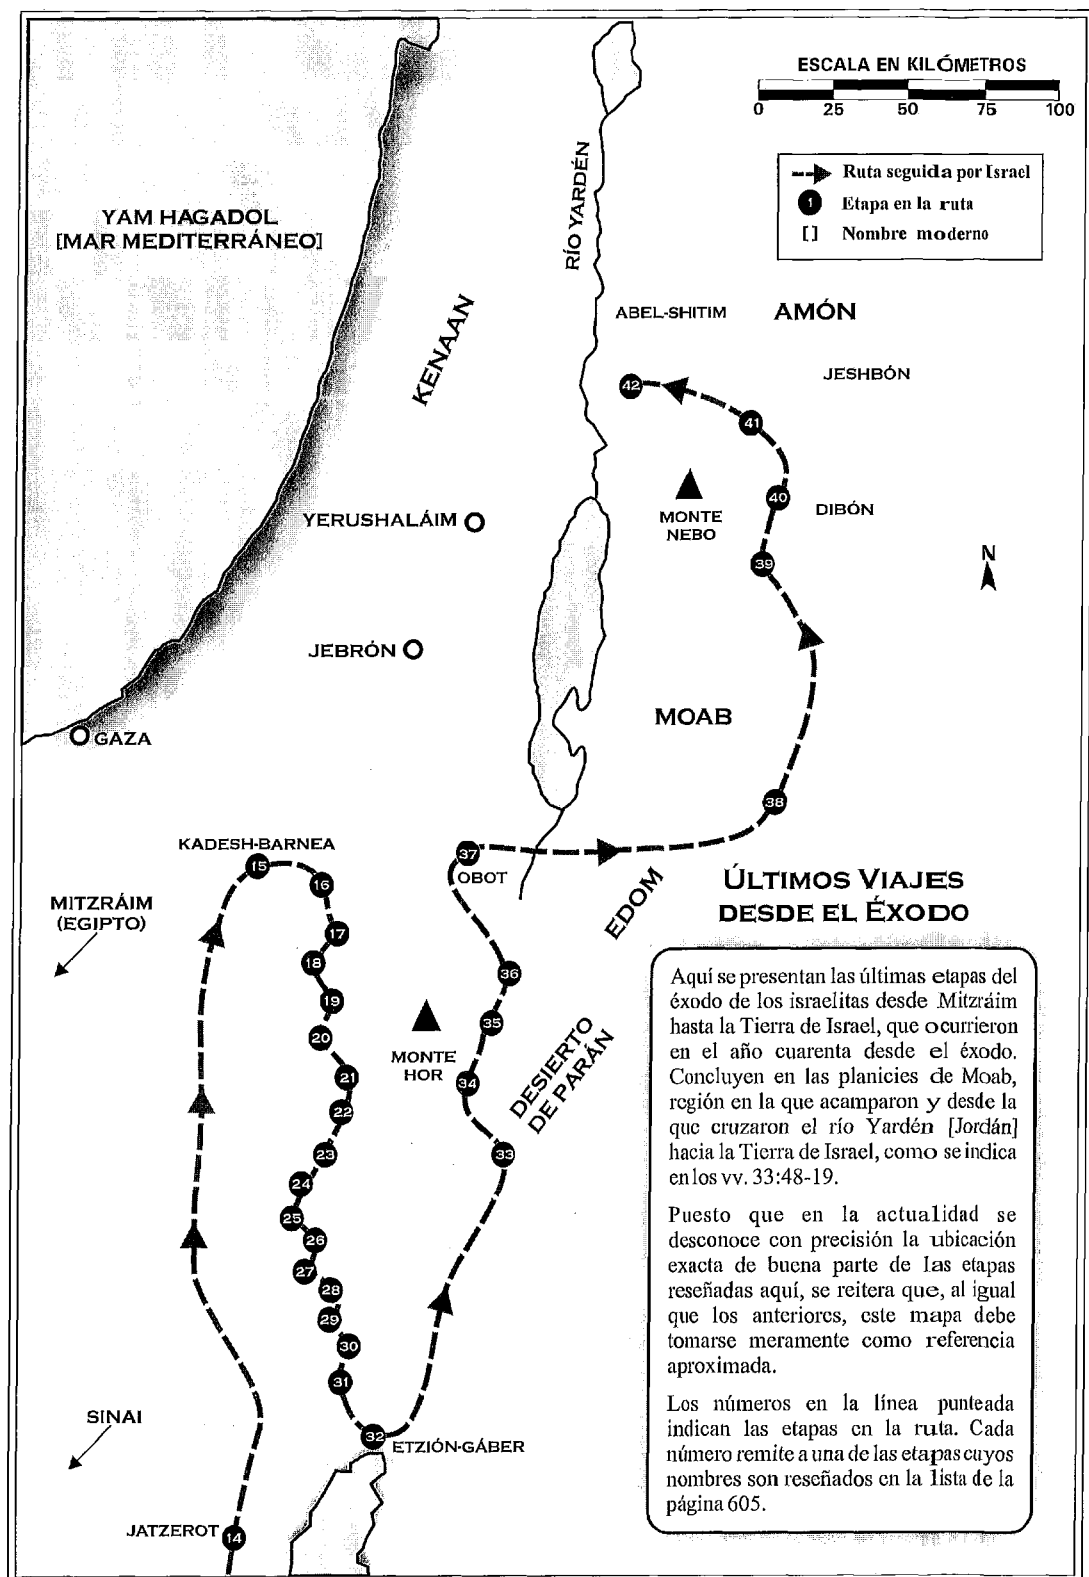 ESCALA EN KILÓMETROS
0 25 50 75 100
Ruta seguida por Israel
1 Etapa en la ruta
[ ] Nombre moderno
YAM HAGADOL
[MAR MEDITERRÁNEO]
RÍO YARDÉN
KENAAN
ABEL-SHITIM
AMÓN
JESHBÓN
42
41
40
DIBÓN
MONTE
NEBO
39
N
YERUSHALÁIM
JEBRÓN
GAZA
MOAB
38
KADESH-BARNEA
15
16
37
OBOT
EDOM
MITZRÁIM
(EGIPTO)
17
18
19
20
21
22
23
24
25
26
27
28
29
30
31
32
ETZIÓN-GÁBER
36
35
34
33
MONTE
HOR
DESIERTO
DE PARÁN
SINAI
JATZEROT
14
ÚLTIMOS VIAJES
DESDE EL ÉXODO
Aquí se presentan las últimas etapas del
éxodo de los israelitas desde Mitzráim
hasta la Tierra de Israel, que ocurrieron
en el año cuarenta desde el éxodo.
Concluyen en las planicies de Moab,
región en la que acamparon y desde la
que cruzaron el río Yardén [Jordán]
hacia la Tierra de Israel, como se indica
en los vv. 33:48-19.
Puesto que en la actualidad se
desconoce con precisión la ubicación
exacta de buena parte de las etapas
reseñadas aquí, se reitera que, al igual
que los anteriores, este mapa debe
tomarse meramente como referencia
aproximada.
Los números en la línea punteada
indican las etapas en la ruta. Cada
número remite a una de las etapas cuyos
nombres son reseñados en la lista de la
página 605.